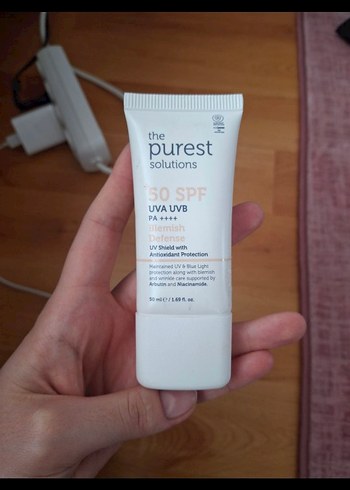 the
purest
solutions
50 SPF
UVA UVB
PA ++++
Blemish
Defense
UV Shield with
Antioxidant Protection
Maintained UV & Blue Light
protection along with blemish
and wrinkle care supported by
Arbutin and Niacinamide.
50 ml ℮ / 1.69 fl. oz.